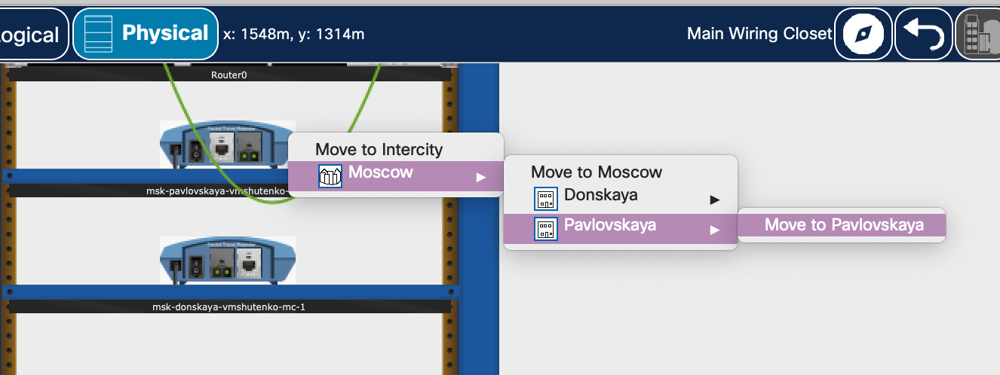 ogical
Physical
x: 1548m, y: 1314m
Main Wiring Closet
Router0
msk-pavlovskaya-vmshutenko-
Move to Intercity
Moscow
Move to Moscow
Donskaya
Pavlovskaya
Move to Pavlovskaya
msk-donskaya-vmshutenko-mc-1